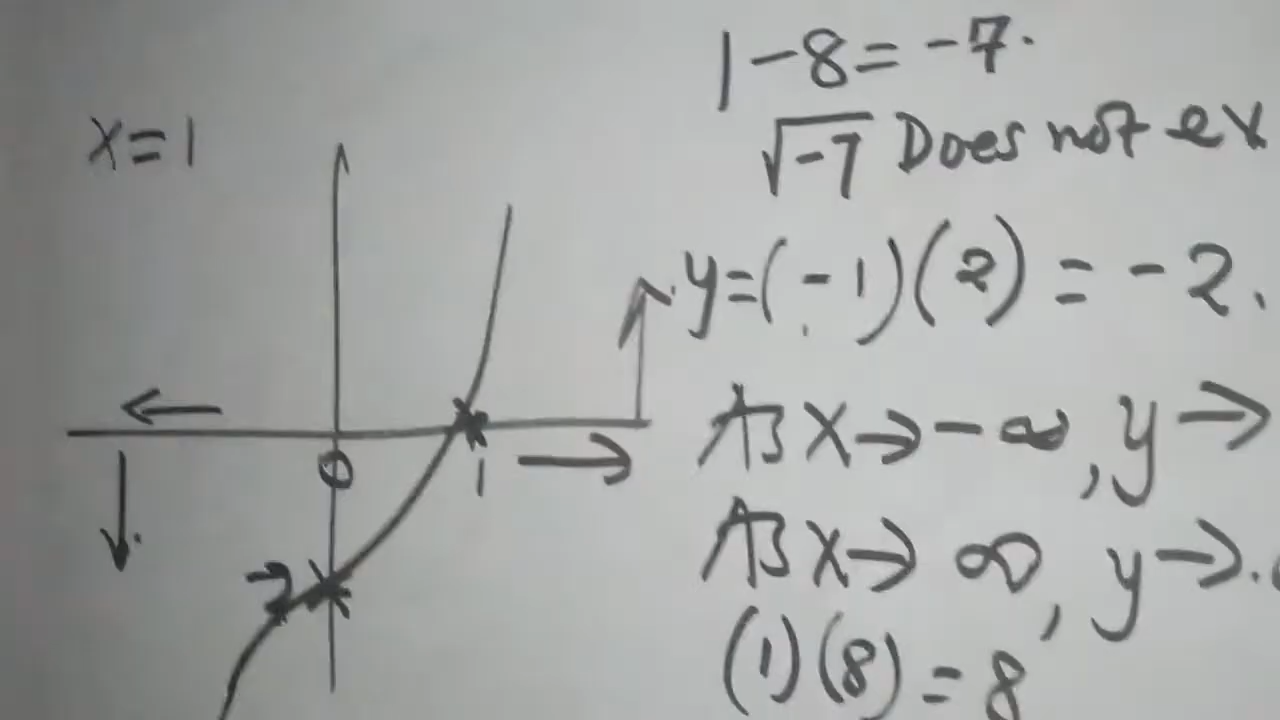 1-8=-7.
√-7 Does not ex
x=1
y=(-1)(2)=-2.
As x→-∞, y→
As x→∞, y→.
(1)(8)=8
0
1
-2